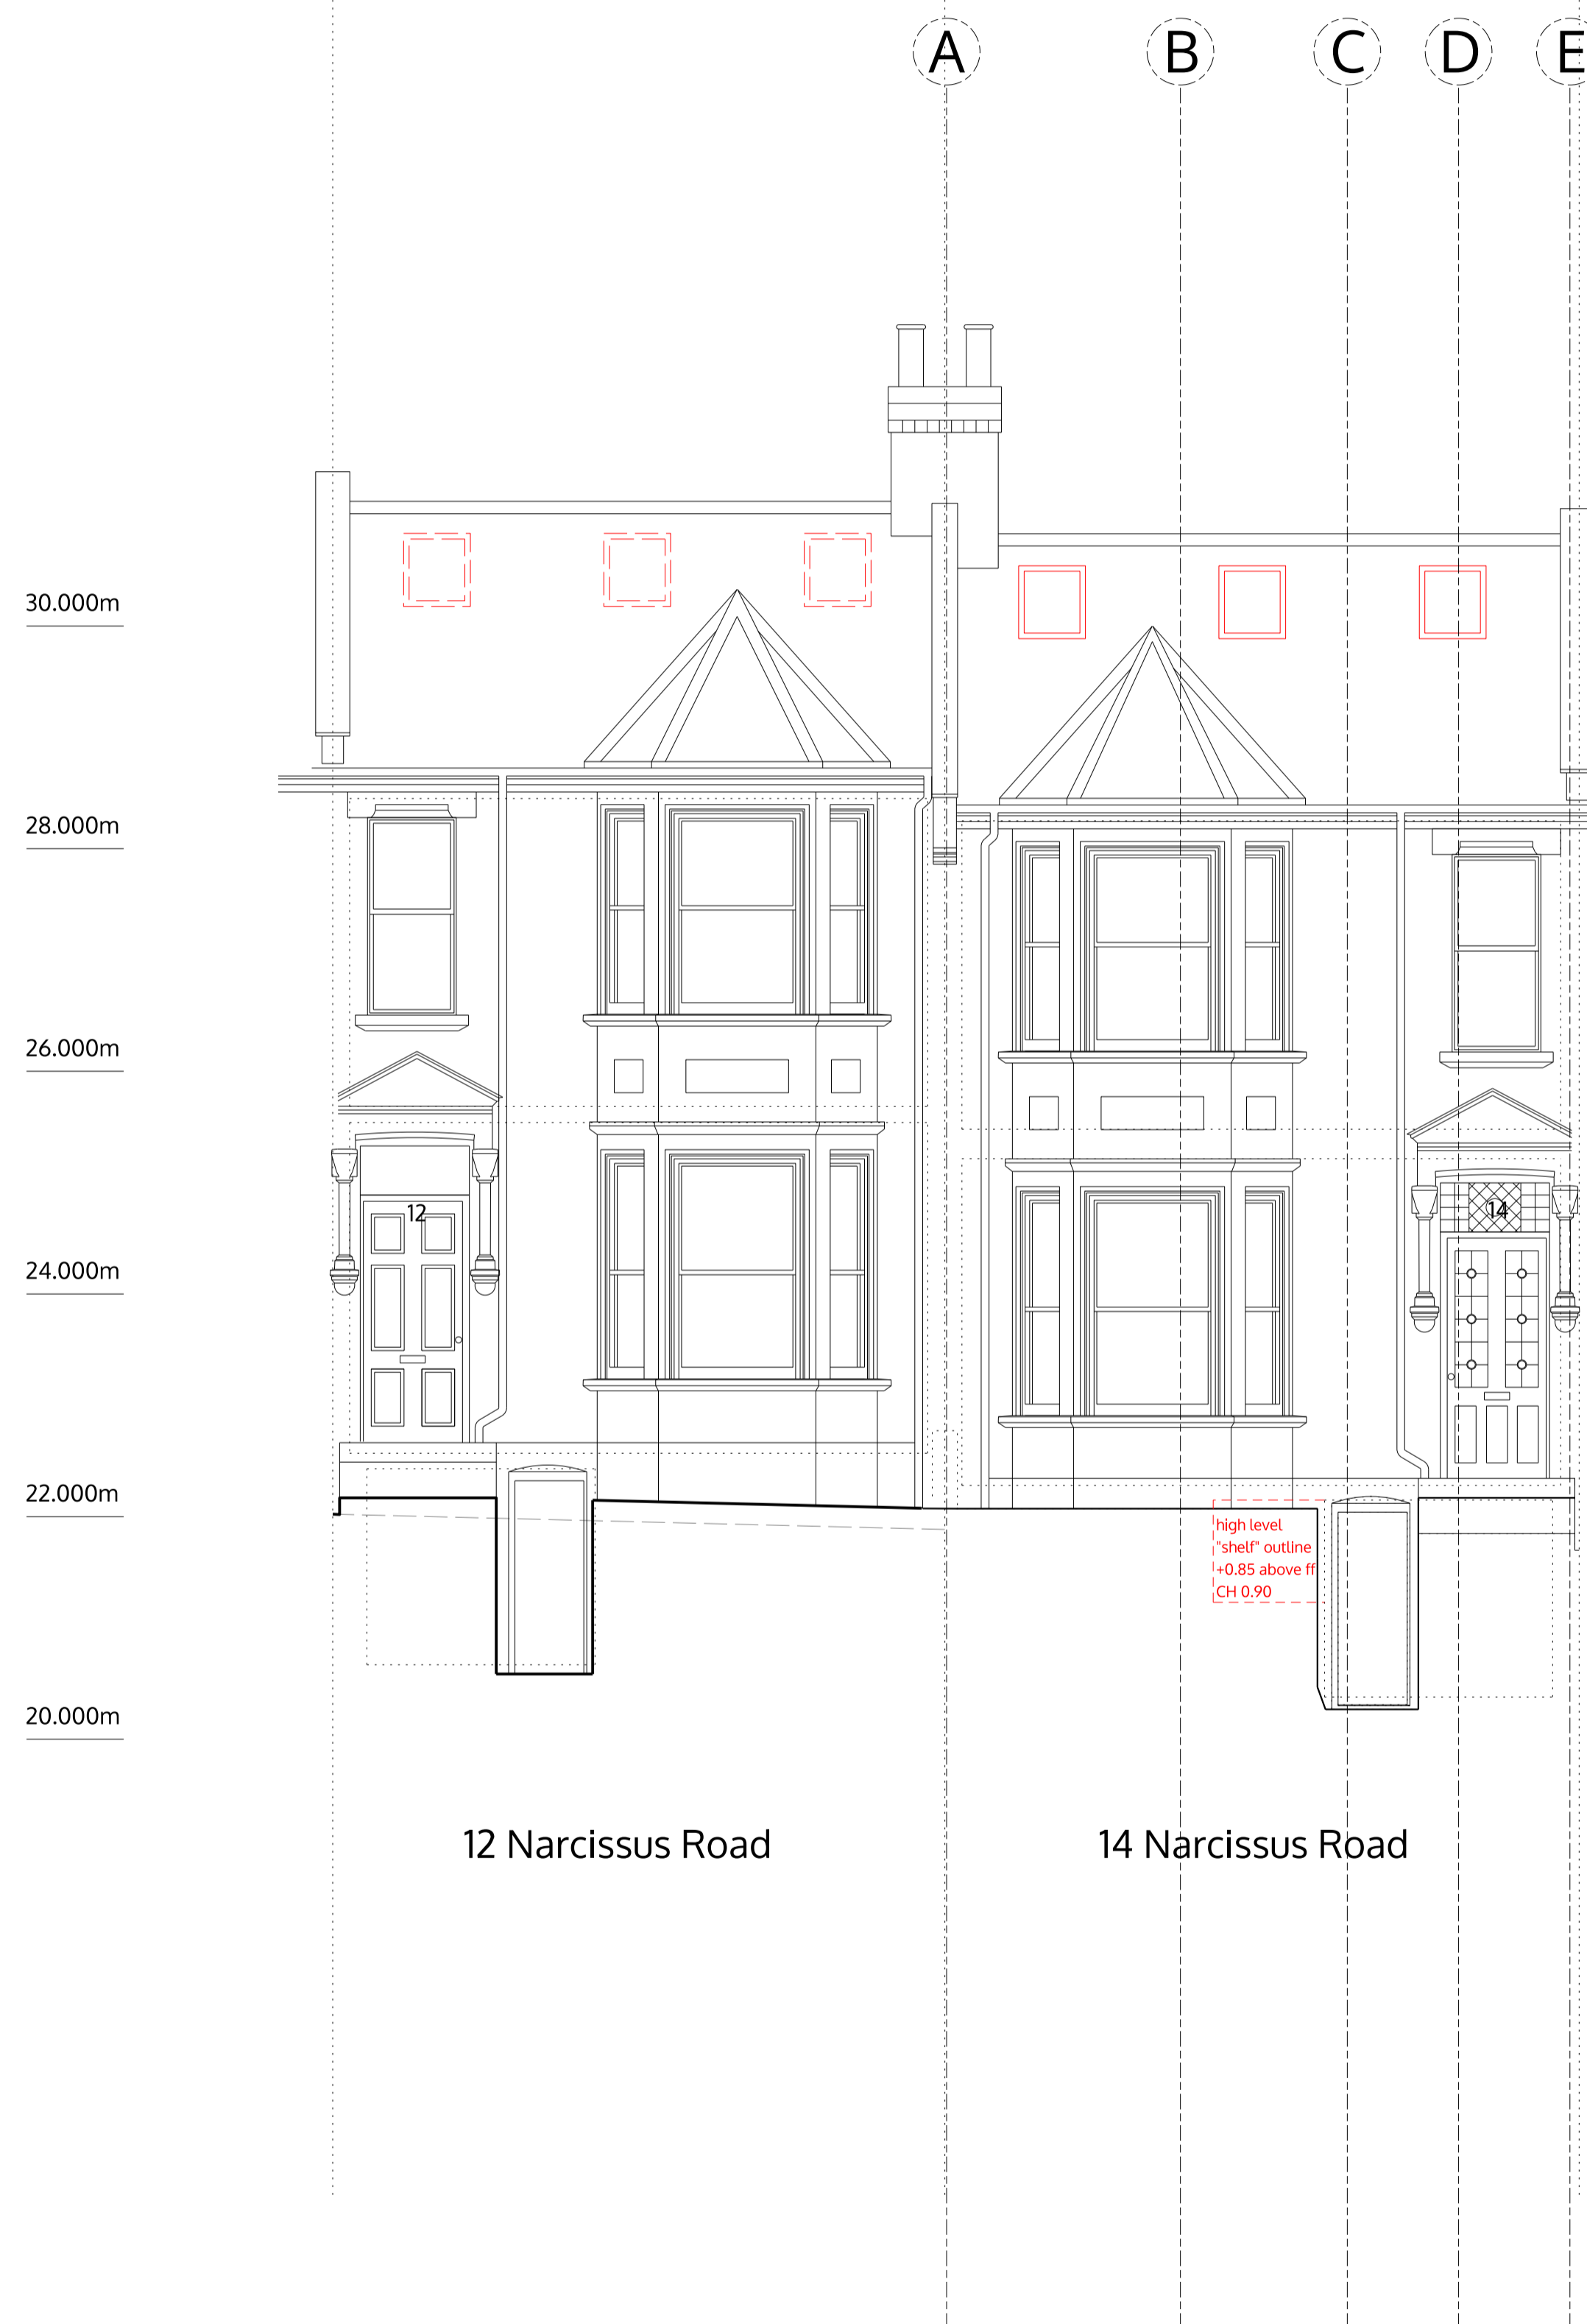 A B C D E
30.000m
28.000m
26.000m
12
14
24.000m
22.000m
high level
"shelf" outline
+0.85 above ff
CH 0.90
20.000m
12 Narcissus Road
14 Narcissus Road